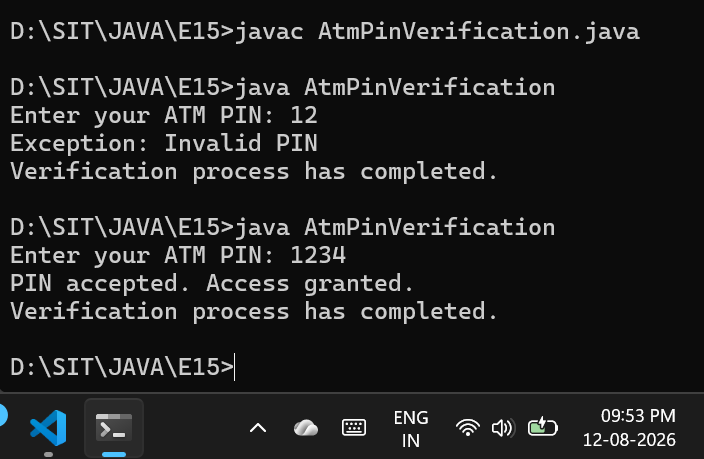 D:\SIT\JAVA\E15>javac AtmPinVerification.java
D:\SIT\JAVA\E15>java AtmPinVerification
Enter your ATM PIN: 12
Exception: Invalid PIN
Verification process has completed.
D:\SIT\JAVA\E15>java AtmPinVerification
Enter your ATM PIN: 1234
PIN accepted. Access granted.
Verification process has completed.
D:\SIT\JAVA\E15>
ENG
IN
09:53 PM
12-08-2026